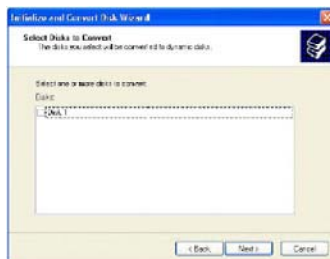 Initialize and Convert Disk Wizard
Select Disks to Convert
The disks you select will be converted to dynamic disks.
Select one or more disks to convert.
Disks:
Disk 1
< Back
Next >
Cancel